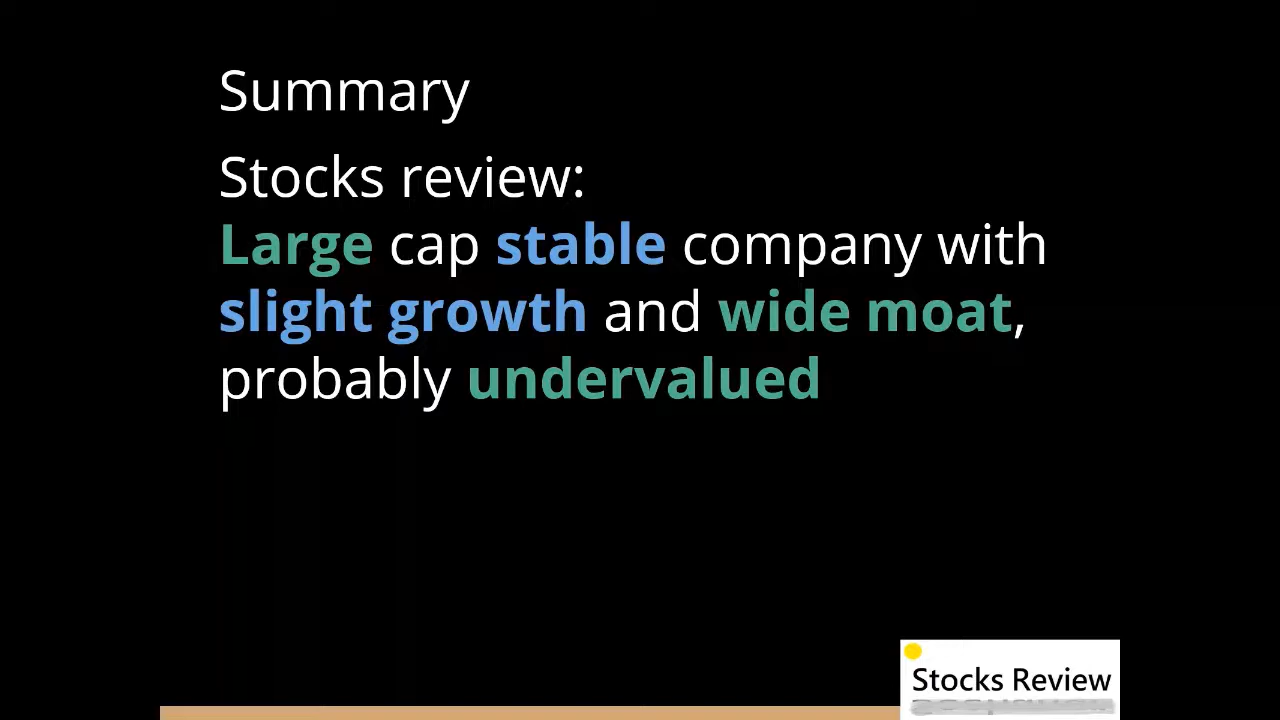 Summary
Stocks review:
Large cap stable company with
slight growth and wide moat,
probably undervalued
Stocks Review